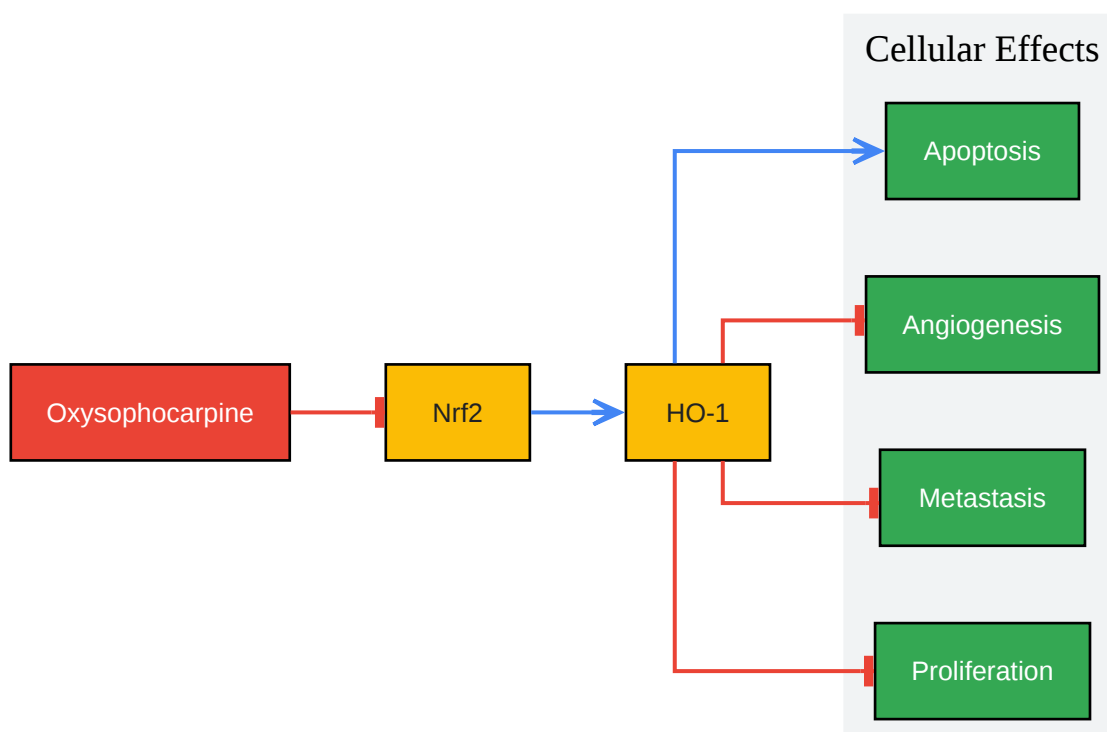 Cellular Effects
Apoptosis
Angiogenesis
Oxysophocarpine
Nrf2
HO-1
Metastasis
Proliferation